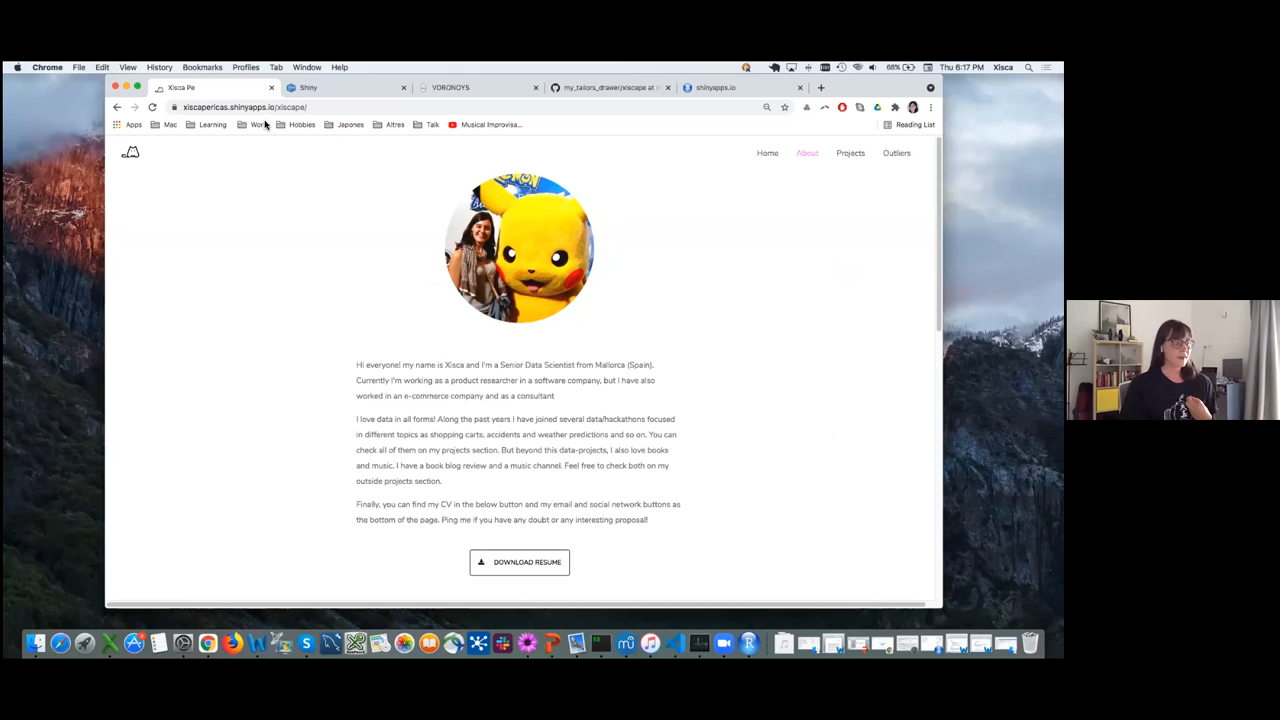 Chrome File Edit View History Bookmarks Profiles Tab Window Help 68% Thu 6:17 PM Xisca
Xisca Pe Shiny VORONOYS my_tailors_drawer/xiscape at shinyapps.io
xiscapericas.shinyapps.io/xiscape/
Apps Mac Learning Work Hobbies Japones Altres Talk Musical Improvisa... Reading List
Home About Projects Outliers
Hi everyone! my name is Xisca and I'm a Senior Data Scientist from Mallorca (Spain).
Currently I'm working as a product researcher in a software company, but I have also
worked in an e-commerce company and as a consultant
I love data in all forms! Along the past years I have joined several data/hackathons focused
in different topics as shopping carts, accidents and weather predictions and so on. You can
check all of them on my projects section. But beyond this data-projects, I also love books
and music. I have a book blog review and a music channel. Feel free to check both on my
outside projects section.
Finally, you can find my CV in the below button and my email and social network buttons as
the bottom of the page. Ping me if you have any doubt or any interesting proposal!
DOWNLOAD RESUME